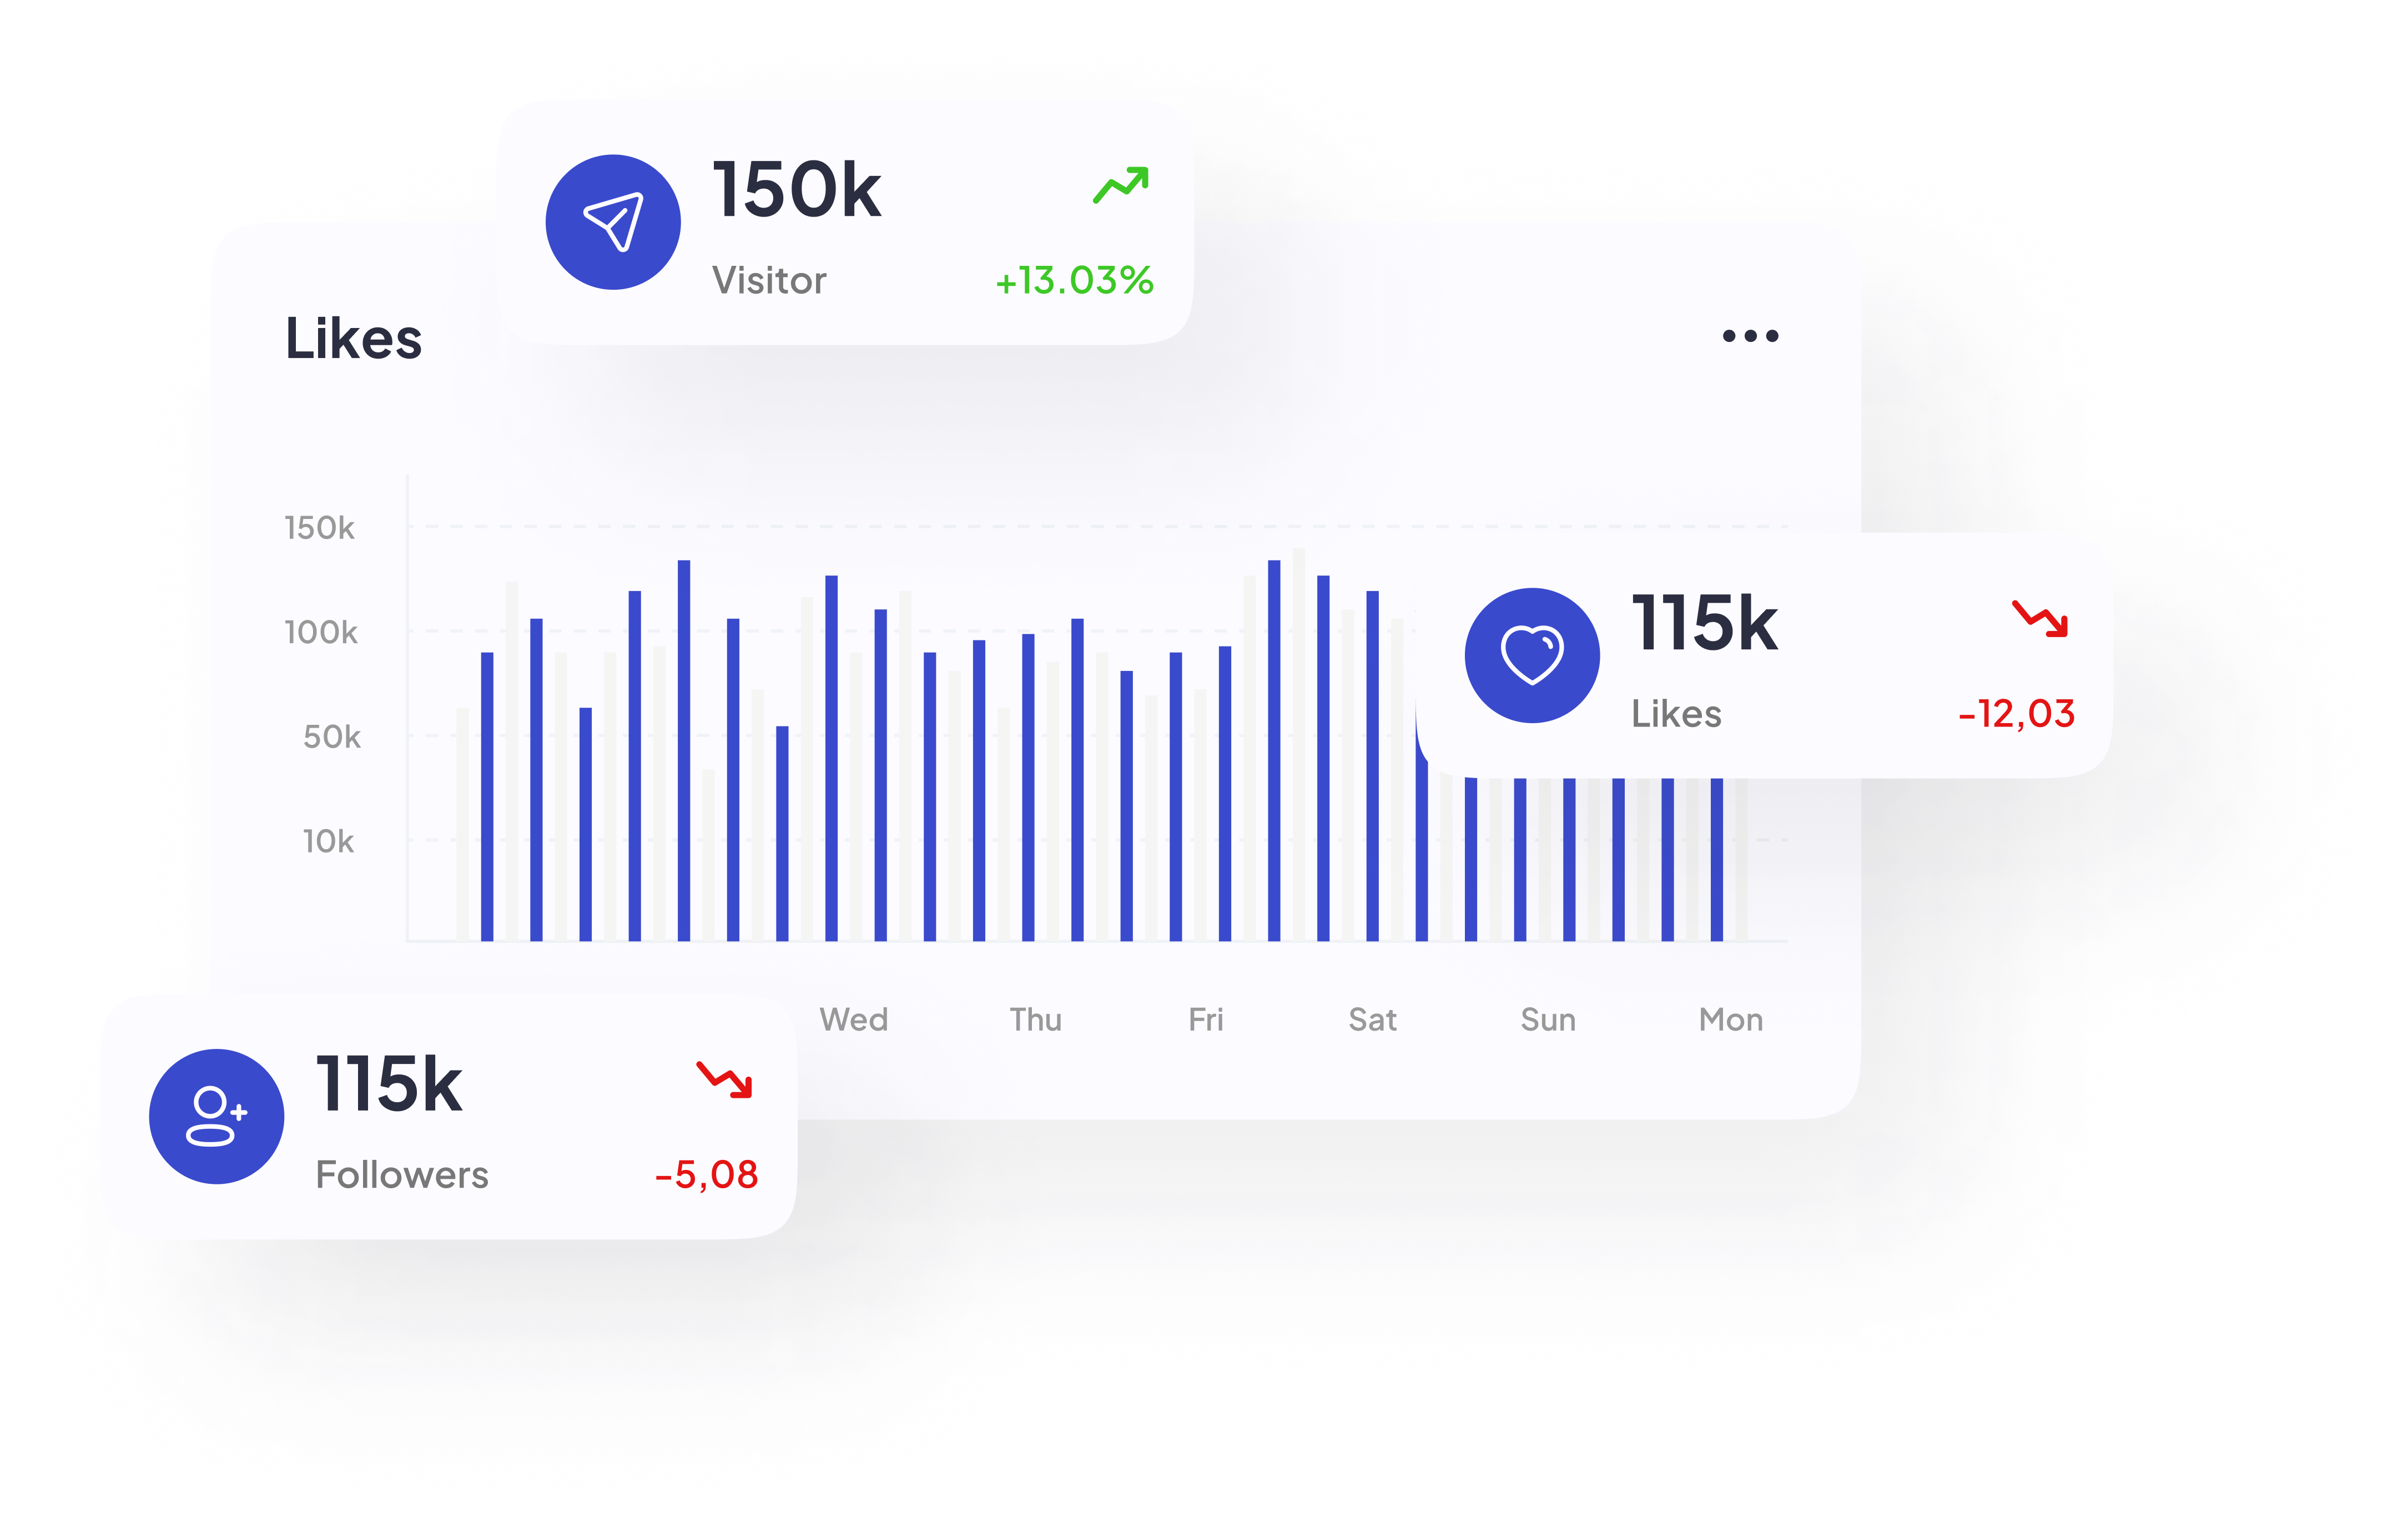 150k
Visitor
+13.03%
Likes
150k
100k
50k
10k
115k
Likes
-12,03
Wed Thu Fri Sat Sun Mon
115k
Followers
-5,08